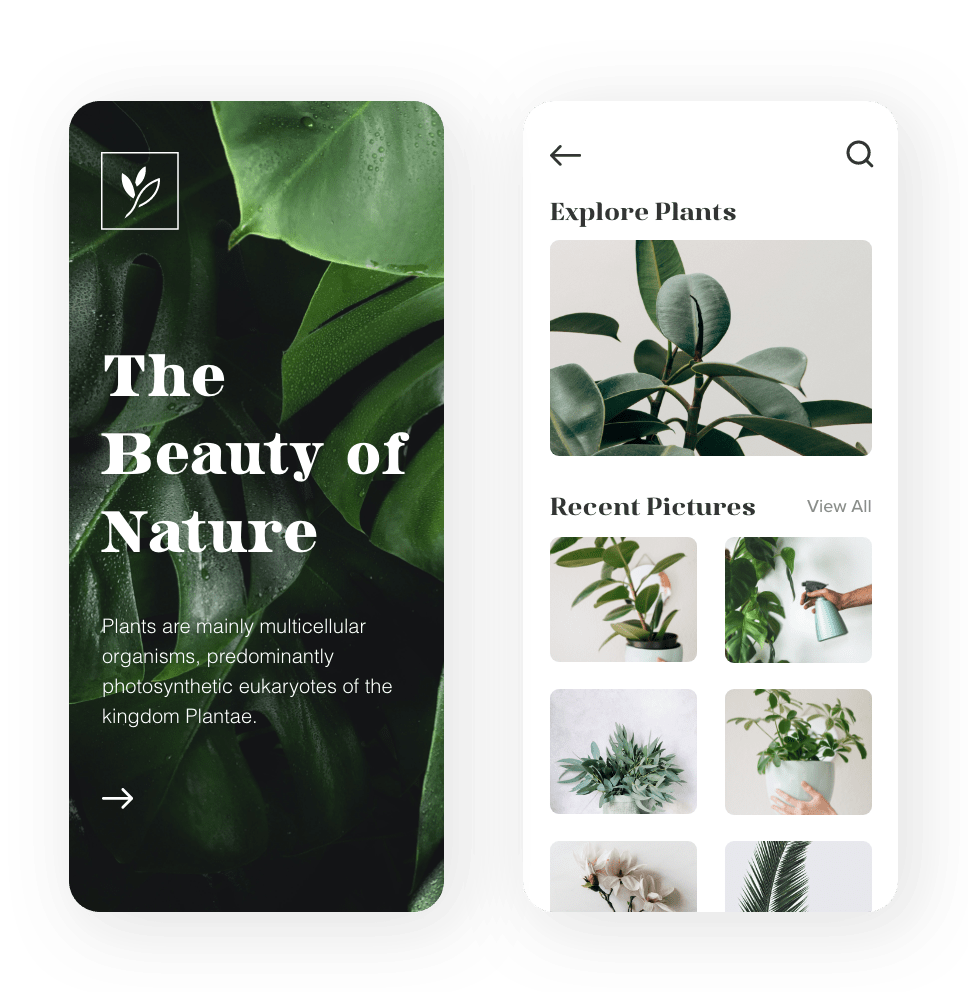 The
Beauty of
Nature
Plants are mainly multicellular
organisms, predominantly
photosynthetic eukaryotes of the
kingdom Plantae.
Explore Plants
Recent Pictures
View All